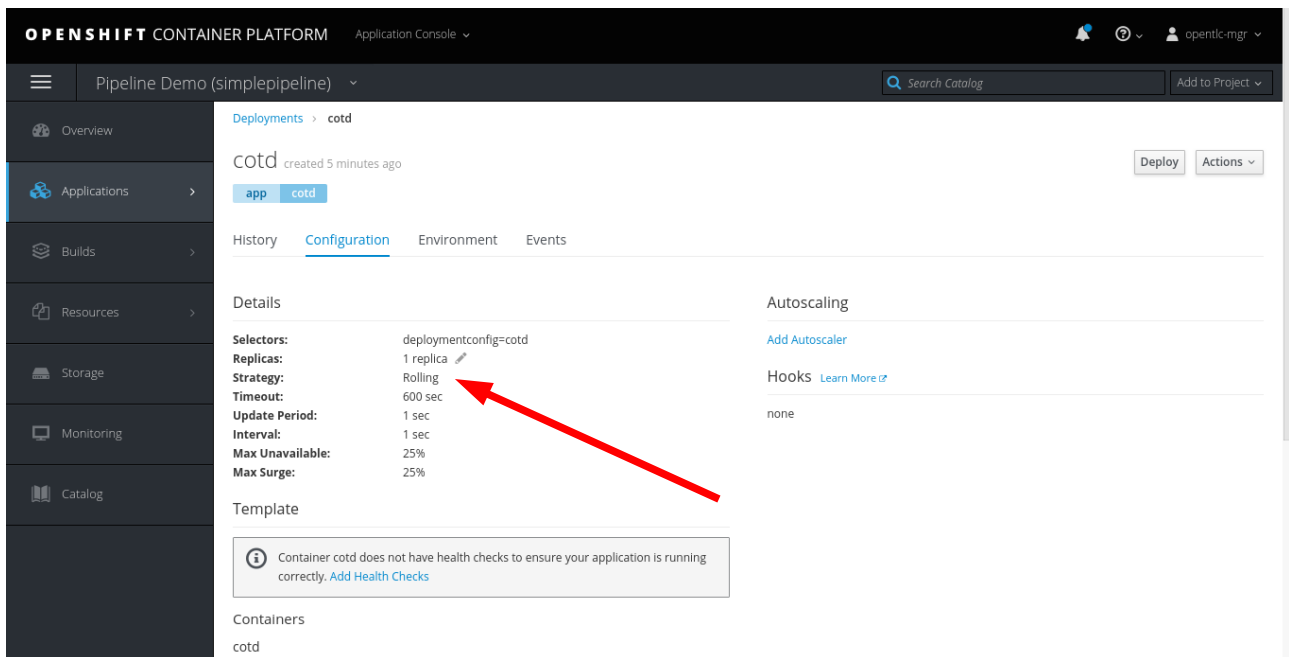 OPENSHIFT CONTAINER PLATFORM Application Console opentlc-mgr
Pipeline Demo (simplepipeline) Search Catalog Add to Project
Overview
Applications
Builds
Resources
Storage
Monitoring
Catalog
Deployments > cotd
cotd created 5 minutes ago Deploy Actions
app cotd
History Configuration Environment Events
Details
Selectors: deploymentconfig=cotd
Replicas: 1 replica
Strategy: Rolling
Timeout: 600 sec
Update Period: 1 sec
Interval: 1 sec
Max Unavailable: 25%
Max Surge: 25%
Autoscaling
Add Autoscaler
Hooks Learn More
none
Template
Container cotd does not have health checks to ensure your application is running
correctly. Add Health Checks
Containers
cotd